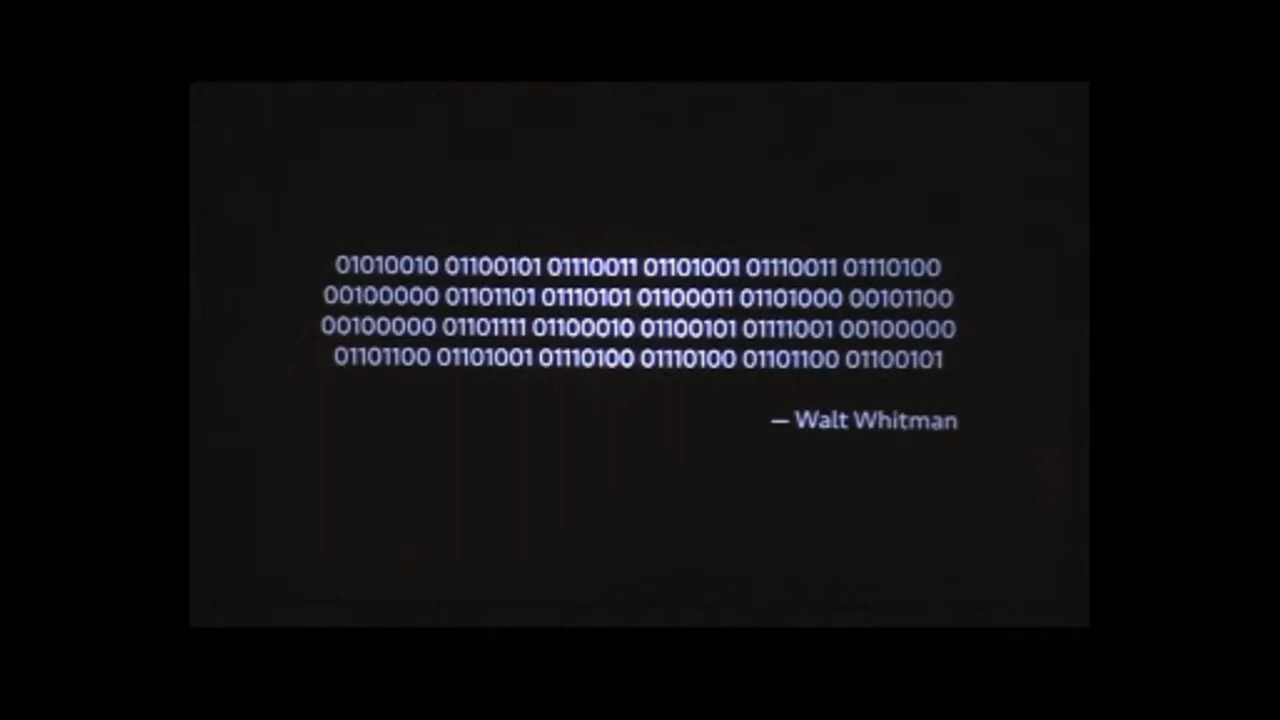 01010010 01100101 01110011 01101001 01110011 01110100
00100000 01101101 01110101 01100011 01101000 00101100
00100000 01101111 01100010 01100101 01111001 00100000
01101100 01101001 01110100 01110100 01101100 01100101
— Walt Whitman